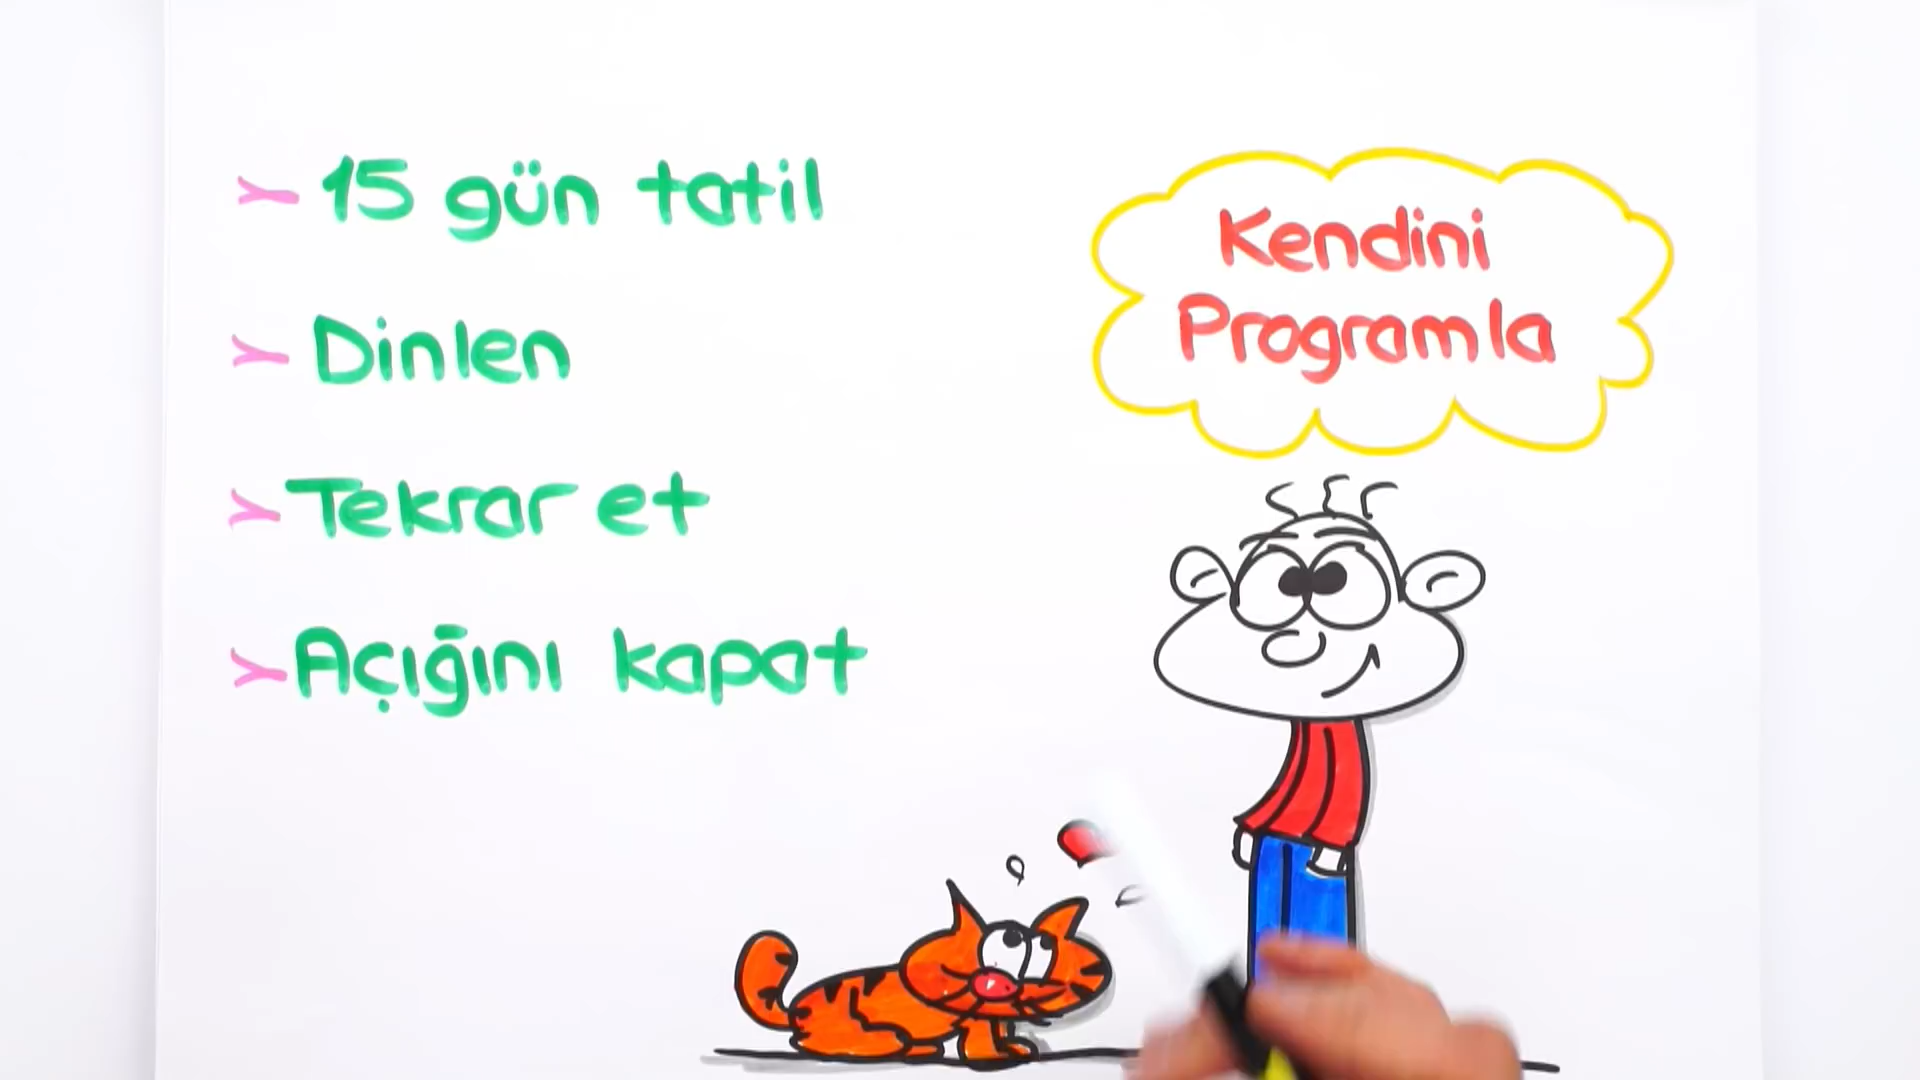 15 gün tatil
Dinlen
Tekrar et
Açığını kapat
Kendini
Programla